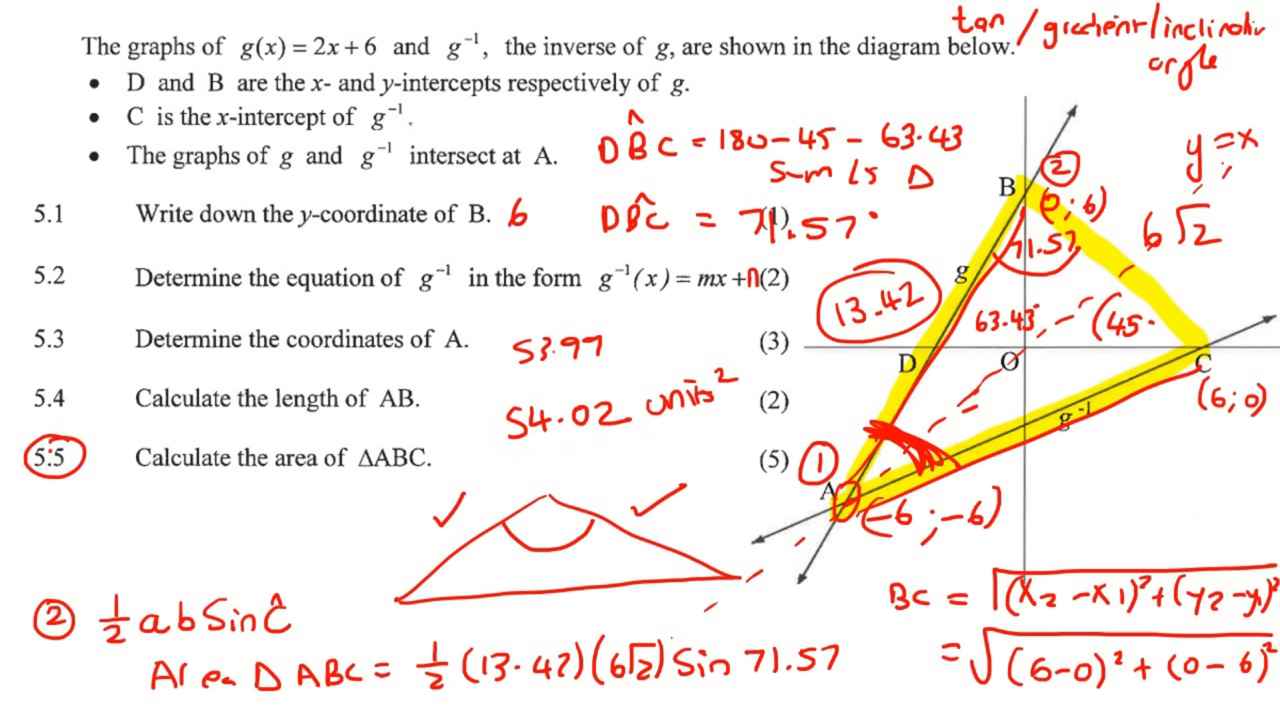 tan / gradient / inclination
angle
The graphs of g(x) = 2x + 6 and g⁻¹, the inverse of g, are shown in the diagram below.
• D and B are the x- and y-intercepts respectively of g.
• C is the x-intercept of g⁻¹.
• The graphs of g and g⁻¹ intersect at A.
DB̂C = 180 - 45 - 63.43
Sum ∠s Δ
5.1 Write down the y-coordinate of B. 6 (1)
DB̂C = 71.57°
5.2 Determine the equation of g⁻¹ in the form g⁻¹(x) = mx + n (2)
5.3 Determine the coordinates of A. (3)
53.97
5.4 Calculate the length of AB. (2)
54.02 units²
5.5 Calculate the area of ΔABC. (5)
y = x
②
B
(0 ; 6)
6√2
71.57
g
13.42
63.43°
45°
D
O
C
(6 ; 0)
g⁻¹
①
A
(-6 ; -6)
② ½ ab Sin Ĉ
Area Δ ABC = ½ (13.42)(6√2) Sin 71.57
BC = √(x₂ - x₁)² + (y₂ - y₁)²
= √(6-0)² + (0-6)²